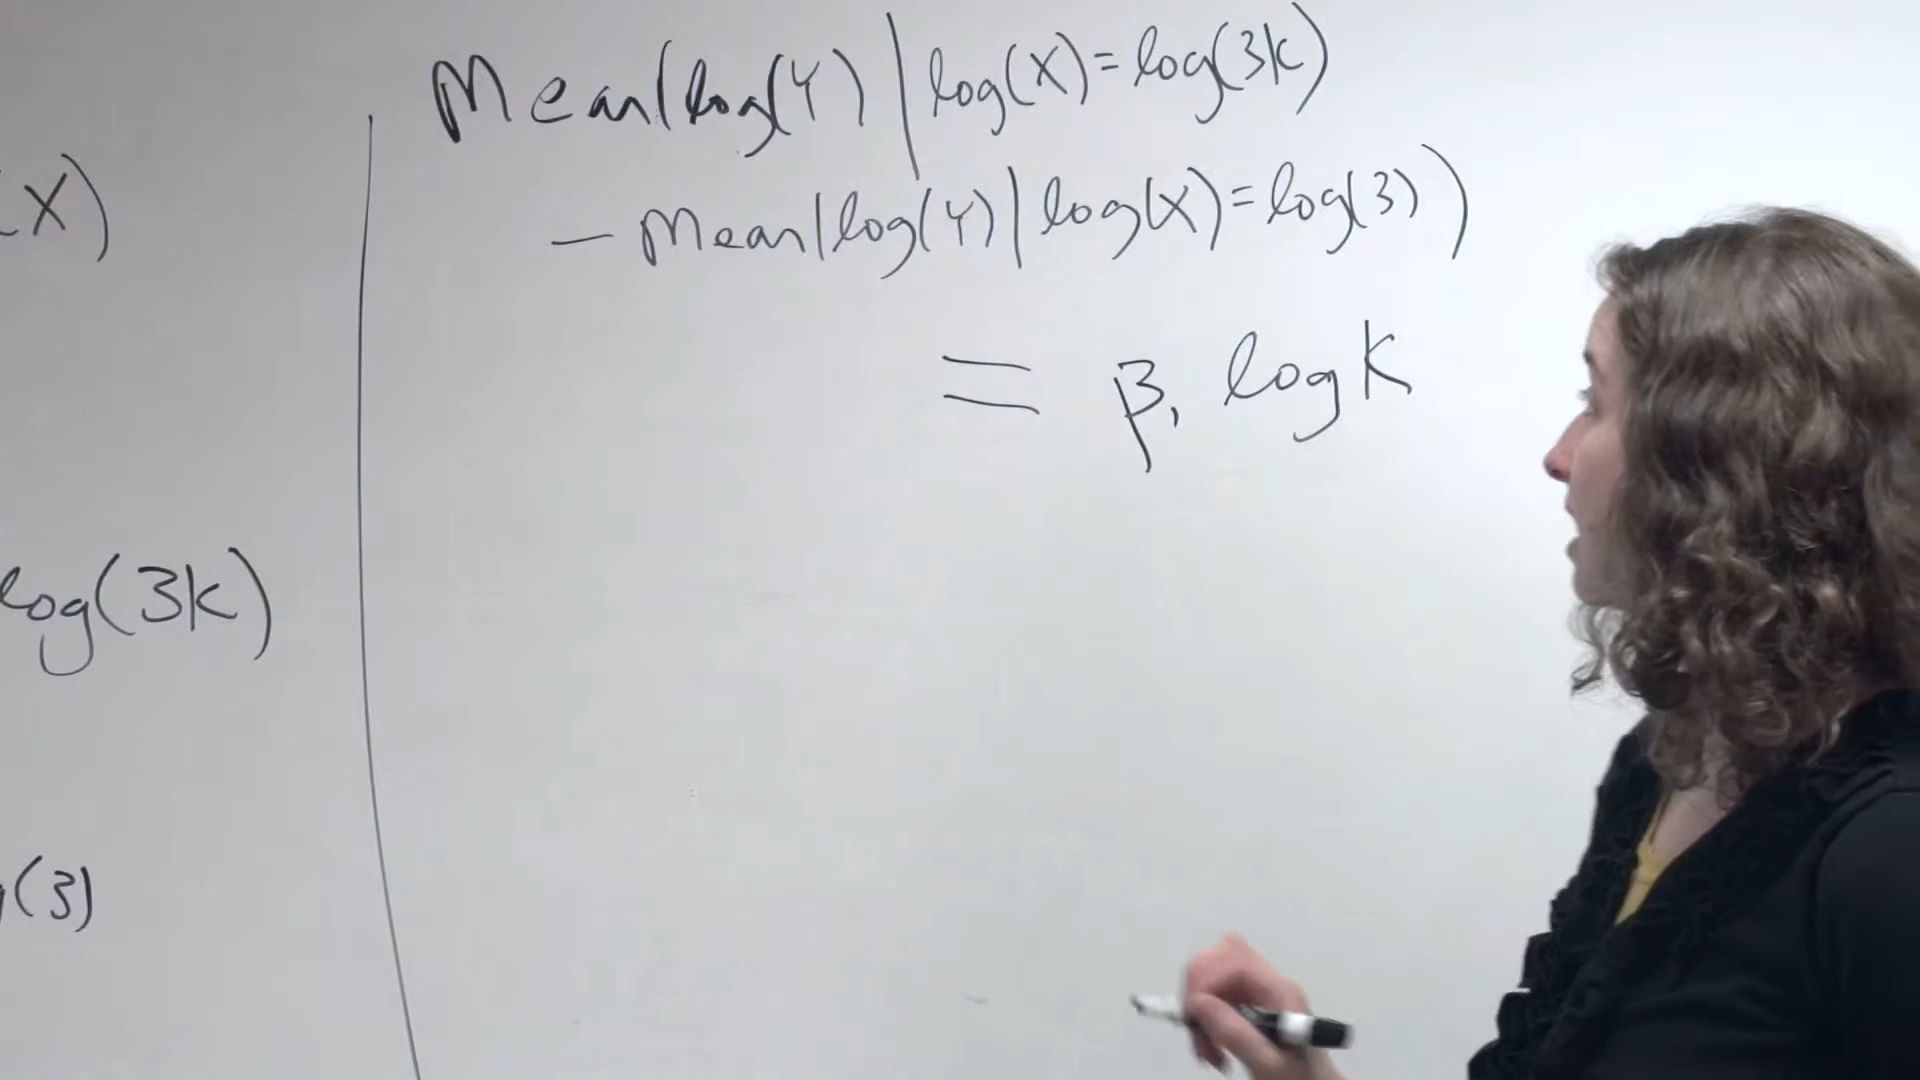 X)
log(3k)
(3)
Mean(log(Y)|log(X)=log(3k)
— Mean(log(Y)|log(X)=log(3))
= β₁ log k